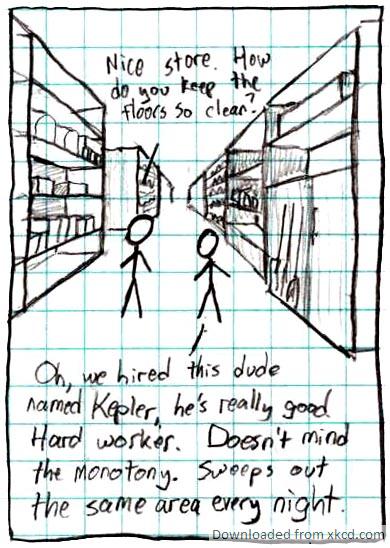 Nice store. How
do you keep the
floors so clean?
Oh, we hired this dude
named Kepler, he's really good.
Hard worker. Doesn't mind
the monotony. Sweeps out
the same area every night.
Downloaded from xkcd.com